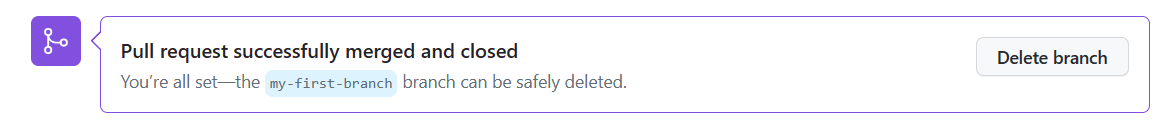 Pull request successfully merged and closed
You’re all set—the my-first-branch branch can be safely deleted.
Delete branch